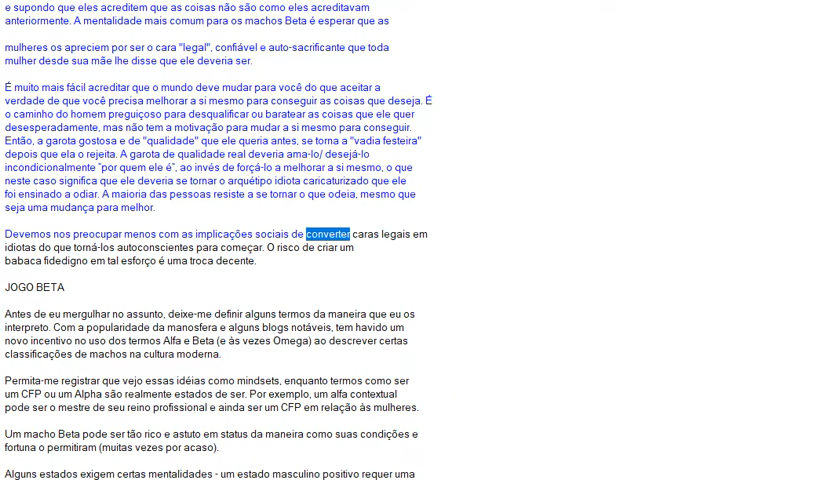 e supondo que eles acreditem que as coisas não são como eles acreditavam
anteriormente. A mentalidade mais comum para os machos Beta é esperar que as
mulheres os apreciem por ser o cara "legal", confiável e auto-sacrificante que toda
mulher desde sua mãe lhe disse que ele deveria ser.
É muito mais fácil acreditar que o mundo deve mudar para você do que aceitar a
verdade de que você precisa melhorar a si mesmo para conseguir as coisas que deseja. É
o caminho do homem preguiçoso para desqualificar ou baratear as coisas que ele quer
desesperadamente, mas não tem a motivação para mudar a si mesmo para conseguir.
Então, a garota gostosa e de "qualidade" que ele queria antes, se torna a "vadia festeira"
depois que ela o rejeita. A garota de qualidade real deveria ama-lo/ desejá-lo
incondicionalmente "por quem ele é", ao invés de forçá-lo a melhorar a si mesmo, o que
neste caso significa que ele deveria se tornar o arquétipo idiota caricaturizado que ele
foi ensinado a odiar. A maioria das pessoas resiste a se tornar o que odeia, mesmo que
seja uma mudança para melhor.
Devemos nos preocupar menos com as implicações sociais de converter caras legais em
idiotas do que torná-los autoconscientes para começar. O risco de criar um
babaca fidedigno em tal esforço é uma troca decente.
JOGO BETA
Antes de eu mergulhar no assunto, deixe-me definir alguns termos da maneira que eu os
interpreto. Com a popularidade da manosfera e alguns blogs notáveis, tem havido um
novo incentivo no uso dos termos Alfa e Beta (e às vezes Omega) ao descrever certas
classificações de machos na cultura moderna.
Permita-me registrar que vejo essas idéias como mindsets, enquanto termos como ser
um CFP ou um Alpha são realmente estados de ser. Por exemplo, um alfa contextual
pode ser o mestre de seu reino profissional e ainda ser um CFP em relação às mulheres.
Um macho Beta pode ser tão rico e astuto em status da maneira como suas condições e
fortuna o permitiram (muitas vezes por acaso).
Alguns estados exigem certas mentalidades - um estado masculino positivo requer uma